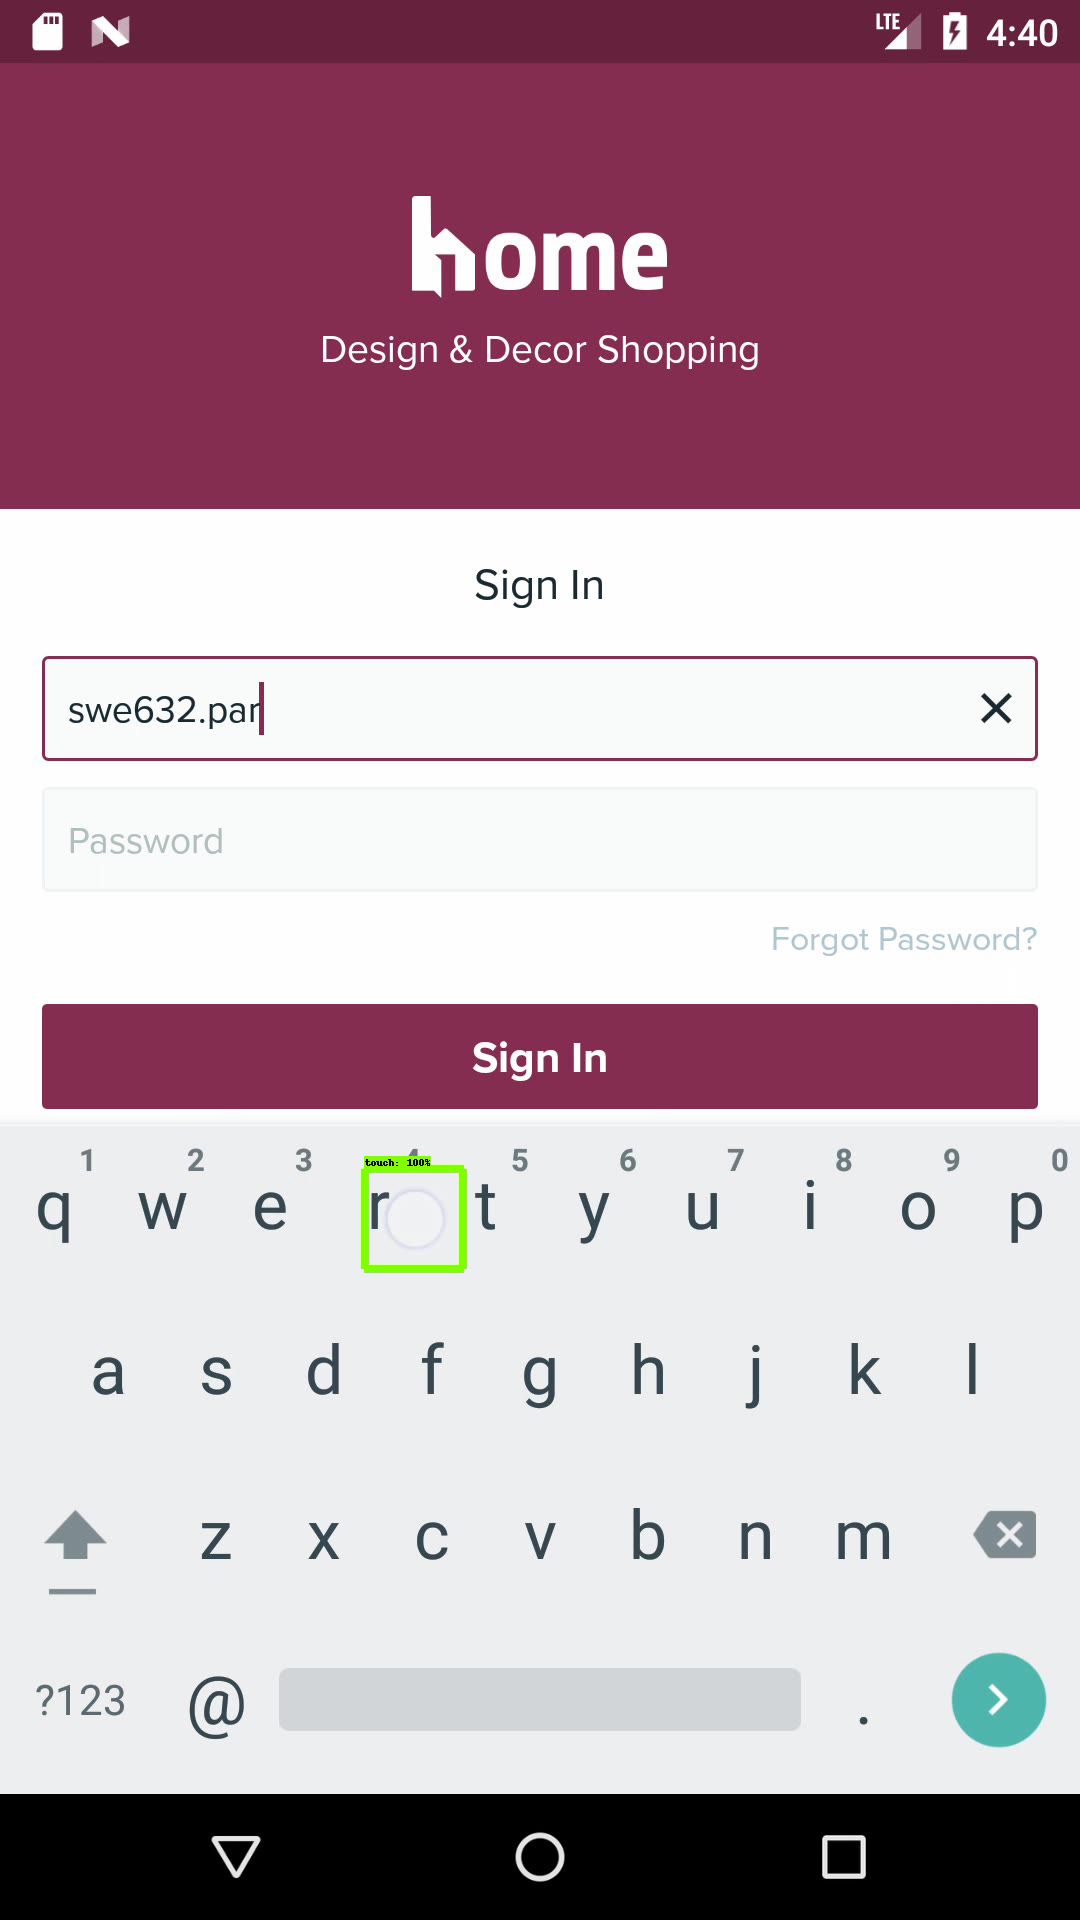 LTE 4:40
home
Design & Decor Shopping
Sign In
swe632.par
Password
Forgot Password?
Sign In
touch: 100%
1 2 3 4 5 6 7 8 9 0
q w e r t y u i o p
a s d f g h j k l
z x c v b n m
?123 @ .